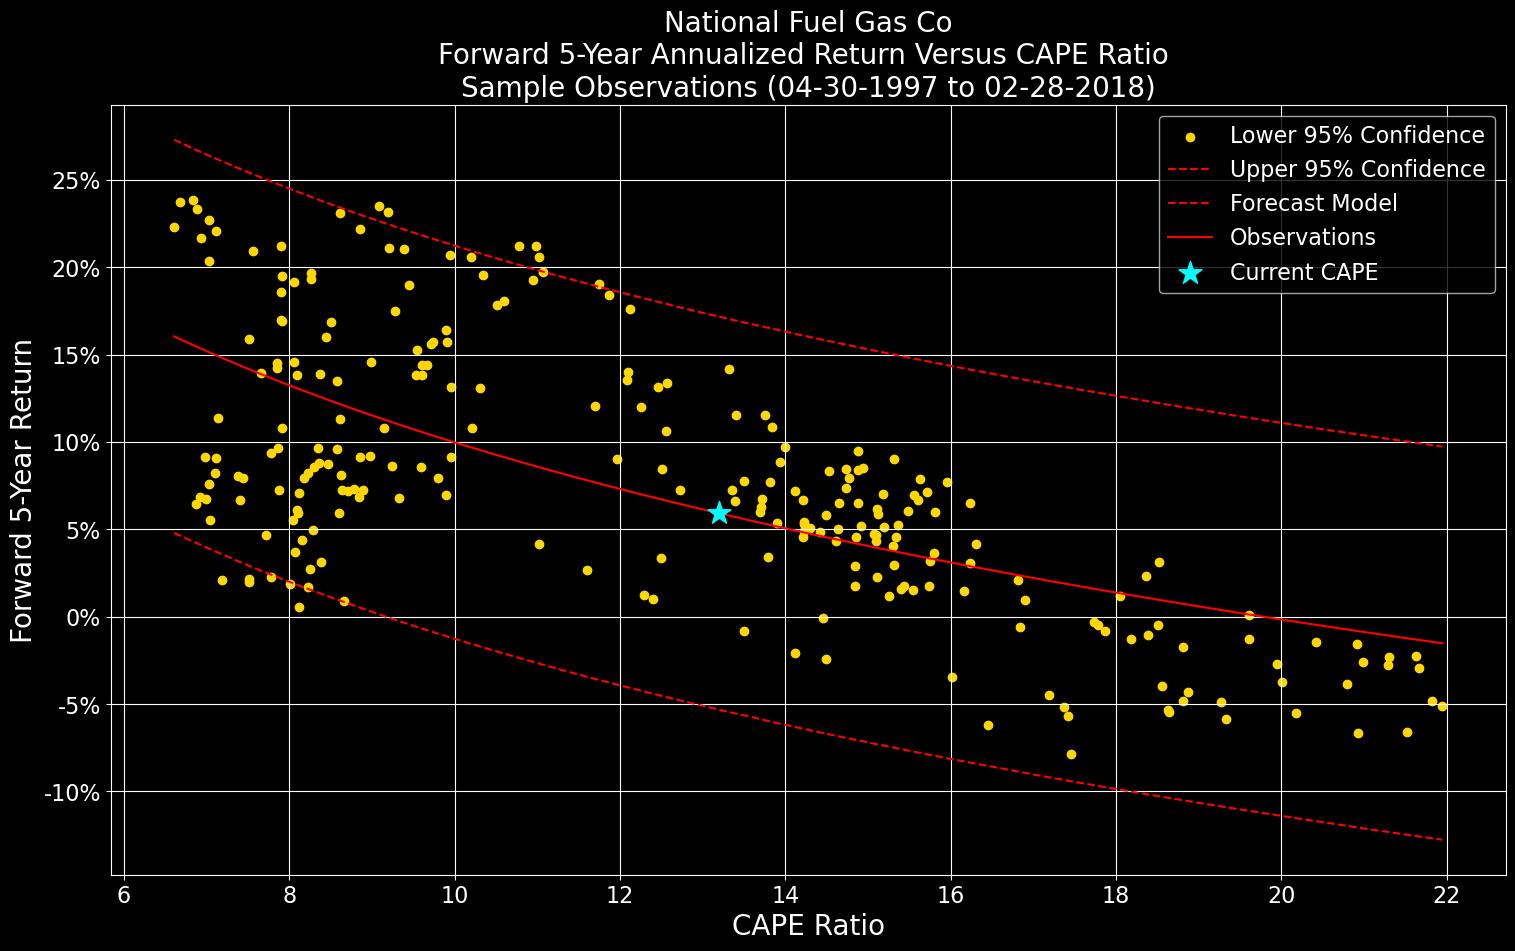 National Fuel Gas Co
Forward 5-Year Annualized Return Versus CAPE Ratio
Sample Observations (04-30-1997 to 02-28-2018)
Lower 95% Confidence
Upper 95% Confidence
Forecast Model
Observations
Current CAPE
Forward 5-Year Return
25%
20%
15%
10%
5%
0%
-5%
-10%
6 8 10 12 14 16 18 20 22
CAPE Ratio